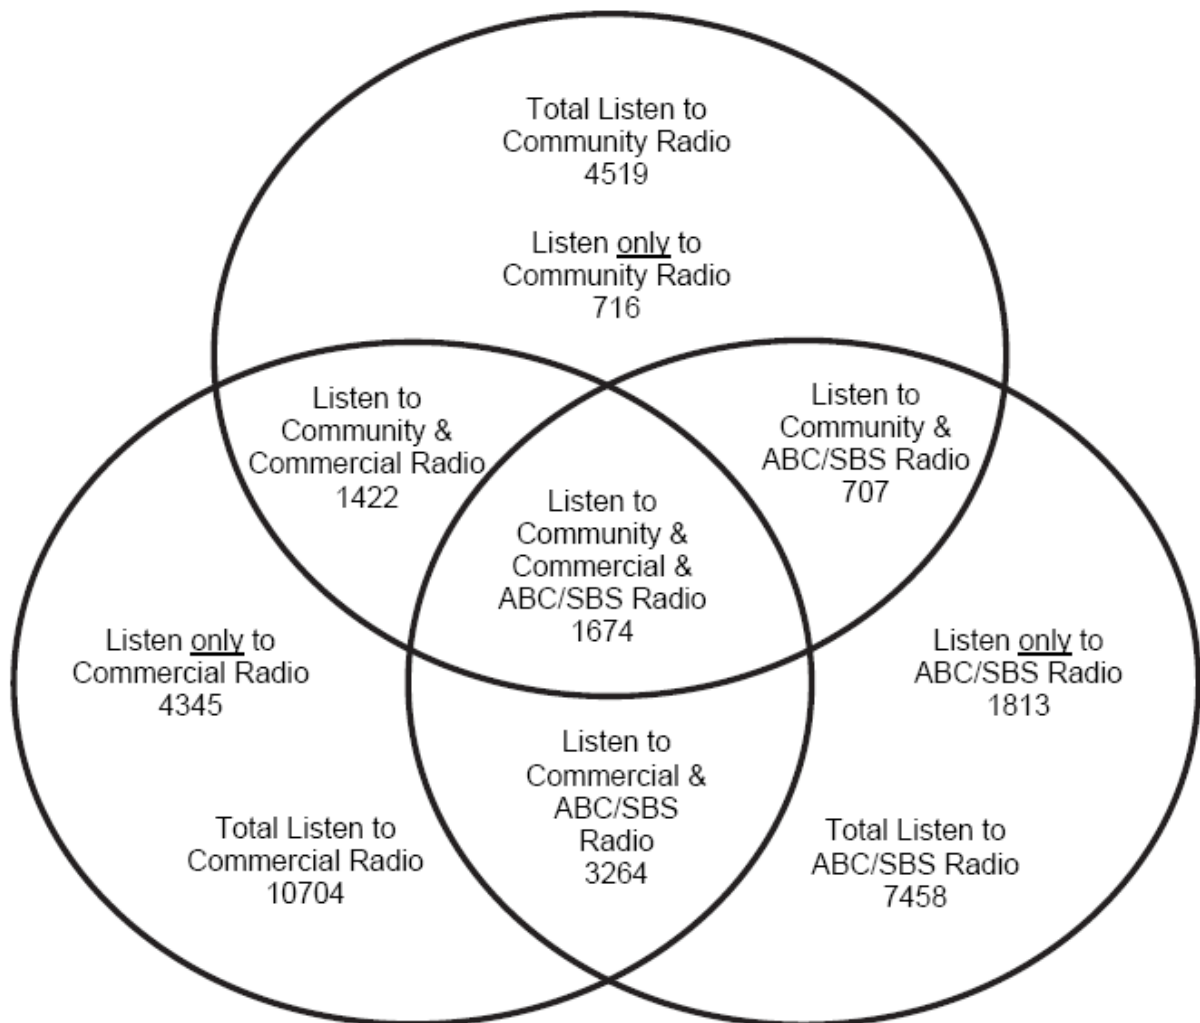 Total Listen to
Community Radio
4519
Listen only to
Community Radio
716
Listen to
Community &
Commercial Radio
1422
Listen to
Community &
ABC/SBS Radio
707
Listen to
Community &
Commercial &
ABC/SBS Radio
1674
Listen only to
Commercial Radio
4345
Listen only to
ABC/SBS Radio
1813
Listen to
Commercial &
ABC/SBS
Radio
3264
Total Listen to
Commercial Radio
10704
Total Listen to
ABC/SBS Radio
7458